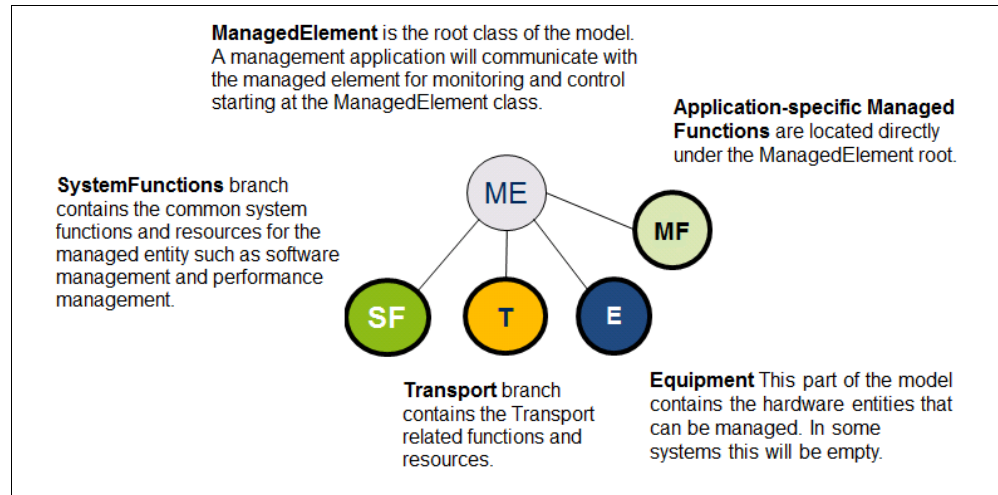 ManagedElement is the root class of the model.
A management application will communicate with
the managed element for monitoring and control
starting at the ManagedElement class.
Application-specific Managed
Functions are located directly
under the ManagedElement root.
SystemFunctions branch
contains the common system
functions and resources for the
managed entity such as software
management and performance
management.
ME
MF
SF
T
E
Transport branch
contains the Transport
related functions and
resources.
Equipment This part of the model
contains the hardware entities that
can be managed. In some
systems this will be empty.